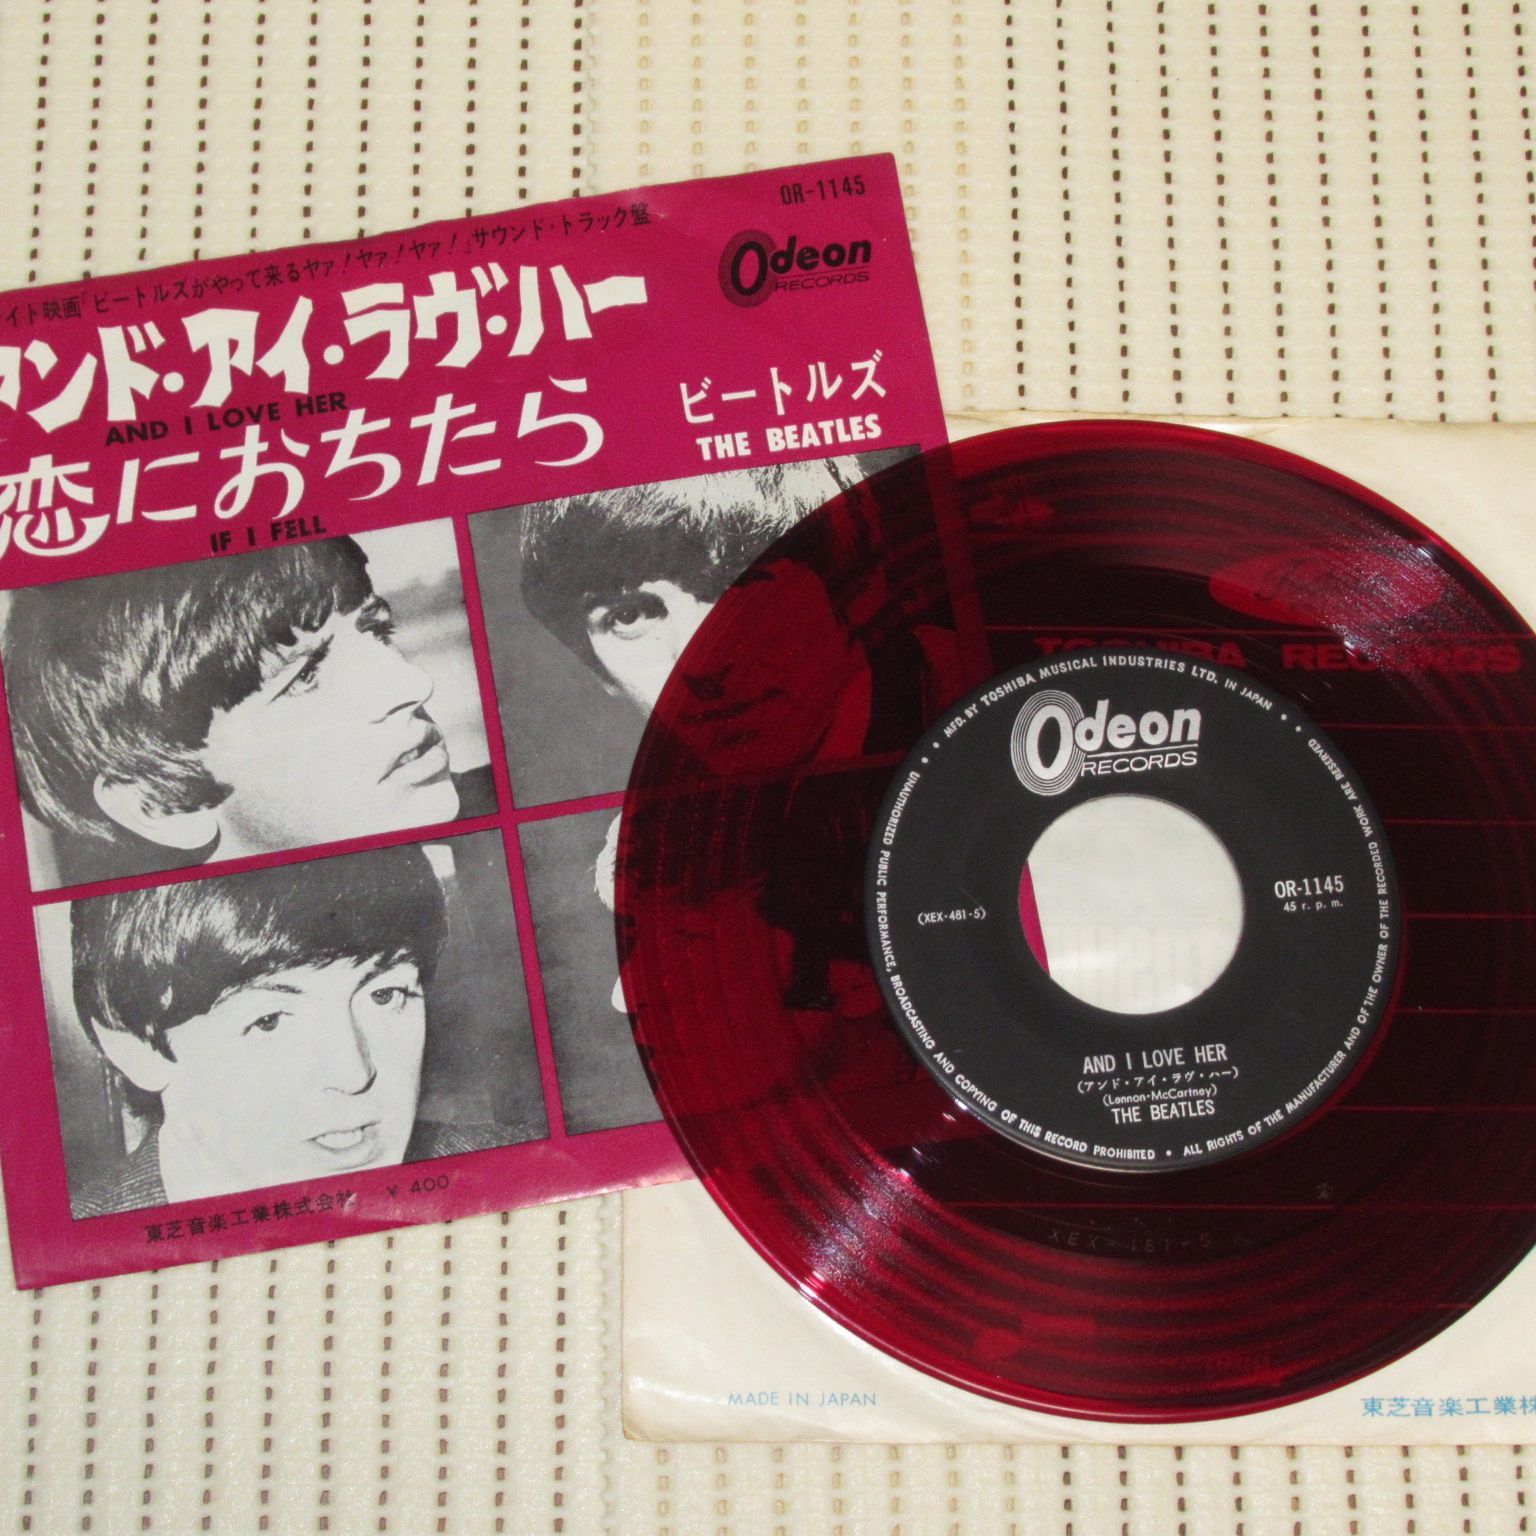 OR-1145
イト映画「ビートルズがやって来るヤァ!ヤァ!ヤァ!」サウンド・トラック盤
Odeon
RECORDS
アンド・アイ・ラヴ・ハー
AND I LOVE HER
恋におちたら
IF I FELL
ビートルズ
THE BEATLES
東芝音楽工業株式会社 ¥400
TOSHIBA RECORDS
MFD. BY TOSHIBA MUSICAL INDUSTRIES LTD. IN JAPAN
Odeon
RECORDS
(XEX-481-5)
OR-1145
45 r.p.m.
AND I LOVE HER
(アンド・アイ・ラヴ・ハー)
(Lennon-McCartney)
THE BEATLES
UNAUTHORIZED PUBLIC PERFORMANCE, BROADCASTING AND COPYING OF THIS RECORD PROHIBITED • ALL RIGHTS OF THE MANUFACTURER AND OF THE OWNER OF THE RECORDED WORK ARE RESERVED
XEX-481-5
MADE IN JAPAN
東芝音楽工業株